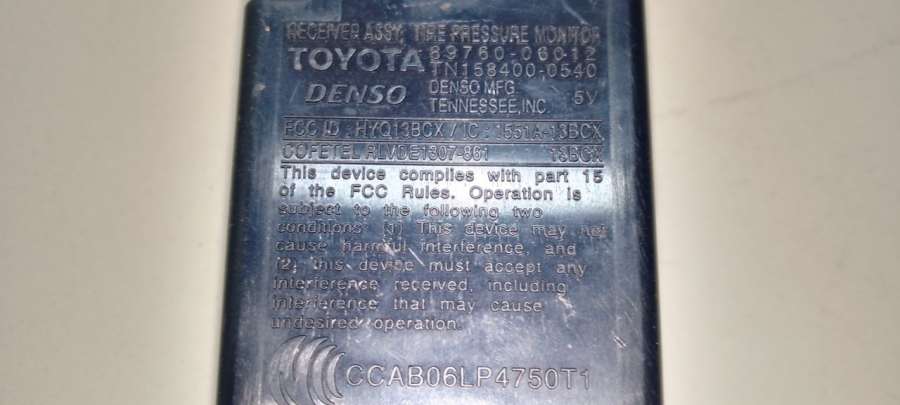 RECEIVER ASSY, TIRE PRESSURE MONITOR
TOYOTA 89760-06012
TN158400-0540
DENSO DENSO MFG.
TENNESSEE, INC. 5V
FCC ID : HYQ13BCX / IC : 1551A-13BCX
COFETEL RLVDE1307-861 13BCX
This device complies with part 15
of the FCC Rules. Operation is
subject to the following two
conditions: (1) This device may not
cause harmful interference, and
(2) this device must accept any
interference received, including
interference that may cause
undesired operation.
CCAB06LP4750T1